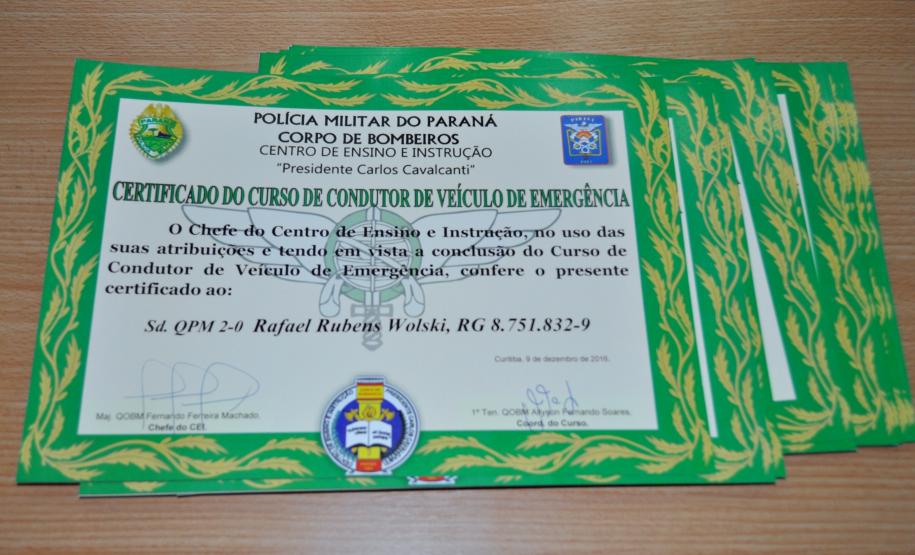 PARANÁ
POLÍCIA MILITAR DO PARANÁ
CORPO DE BOMBEIROS
CENTRO DE ENSINO E INSTRUÇÃO
"Presidente Carlos Cavalcanti"
CERTIFICADO DO CURSO DE CONDUTOR DE VEÍCULO DE EMERGÊNCIA
O Chefe do Centro de Ensino e Instrução, no uso das
suas atribuições e tendo em vista a conclusão do Curso de
Condutor de Veículo de Emergência, confere o presente
certificado ao:
Sd. QPM 2-0 Rafael Rubens Wolski, RG 8.751.832-9
Curitiba, 9 de dezembro de 2016.
Maj. QOBM Fernando Ferreira Machado,
Chefe do CEI.
1º Ten. QOBM Allyson Fernando Soares,
Coord. do Curso.